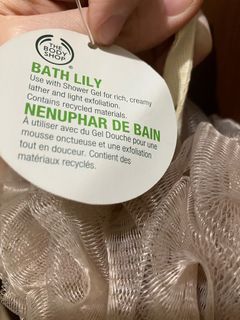 THE
BODY
SHOP
BATH LILY
Use with Shower Gel for rich, creamy
lather and light exfoliation.
Contains recycled materials.
NENUPHAR DE BAIN
À utiliser avec du Gel Douche pour une
mousse onctueuse et une exfoliation
tout en douceur. Contient des
matériaux recyclés.